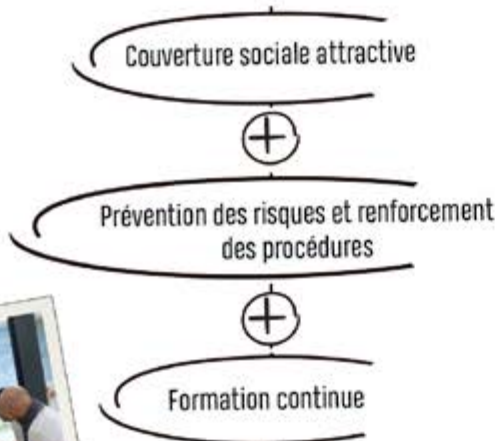 Couverture sociale attractive
+
Prévention des risques et renforcement
des procédures
+
Formation continue